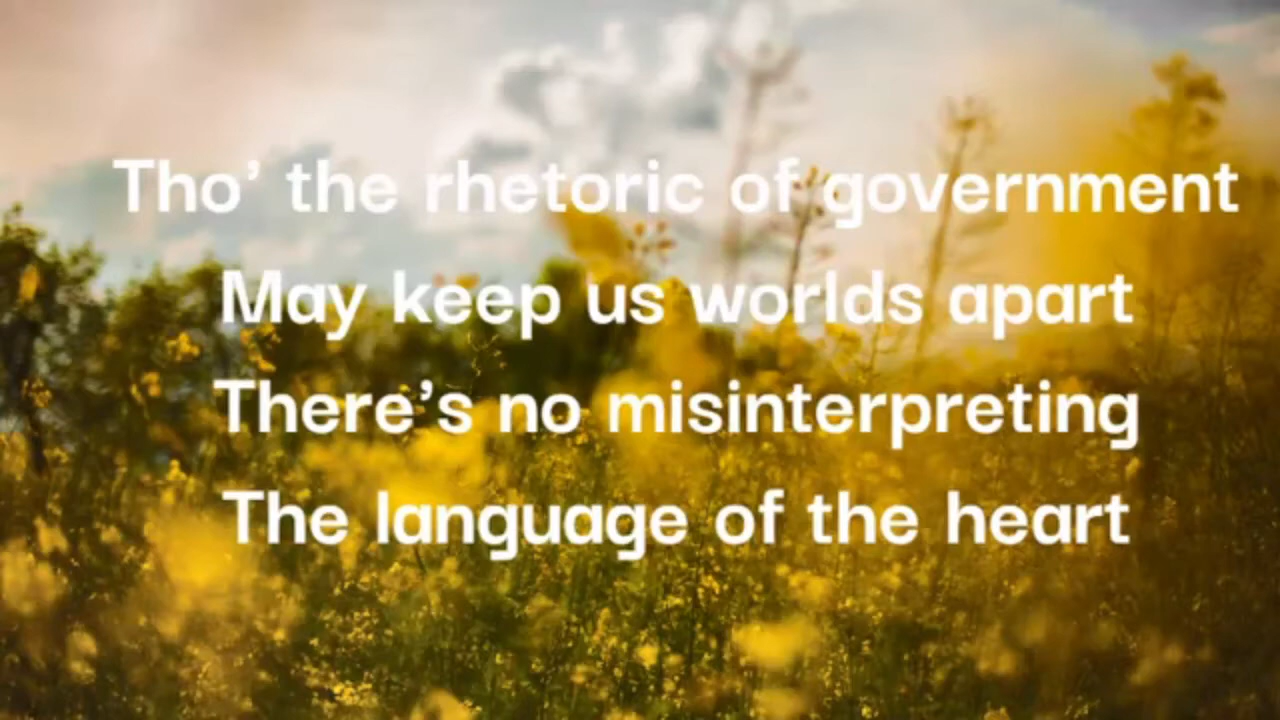 Tho’ the rhetoric of government
May keep us worlds apart
There’s no misinterpreting
The language of the heart